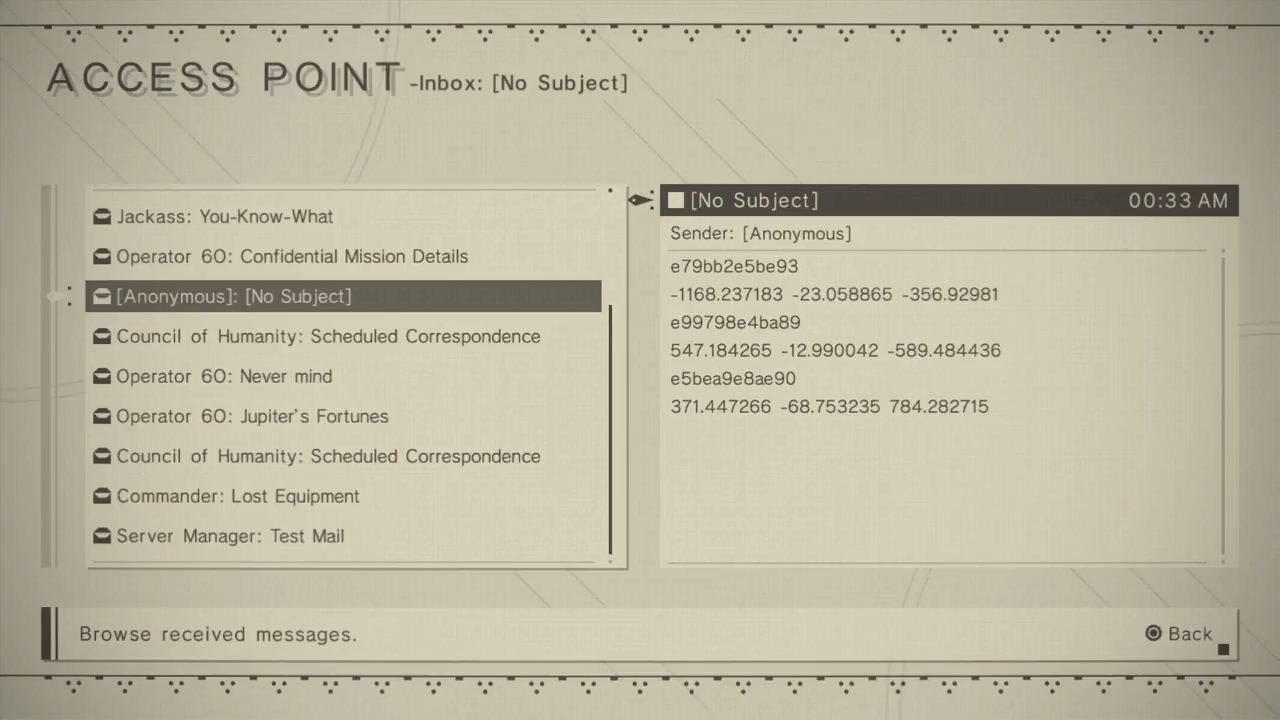 ACCESS POINT -Inbox: [No Subject]
Jackass: You-Know-What
Operator 6O: Confidential Mission Details
[Anonymous]: [No Subject]
Council of Humanity: Scheduled Correspondence
Operator 6O: Never mind
Operator 6O: Jupiter's Fortunes
Council of Humanity: Scheduled Correspondence
Commander: Lost Equipment
Server Manager: Test Mail
[No Subject] 00:33 AM
Sender: [Anonymous]
e79bb2e5be93
-1168.237183 -23.058865 -356.92981
e99798e4ba89
547.184265 -12.990042 -589.484436
e5bea9e8ae90
371.447266 -68.753235 784.282715
Browse received messages.
Back